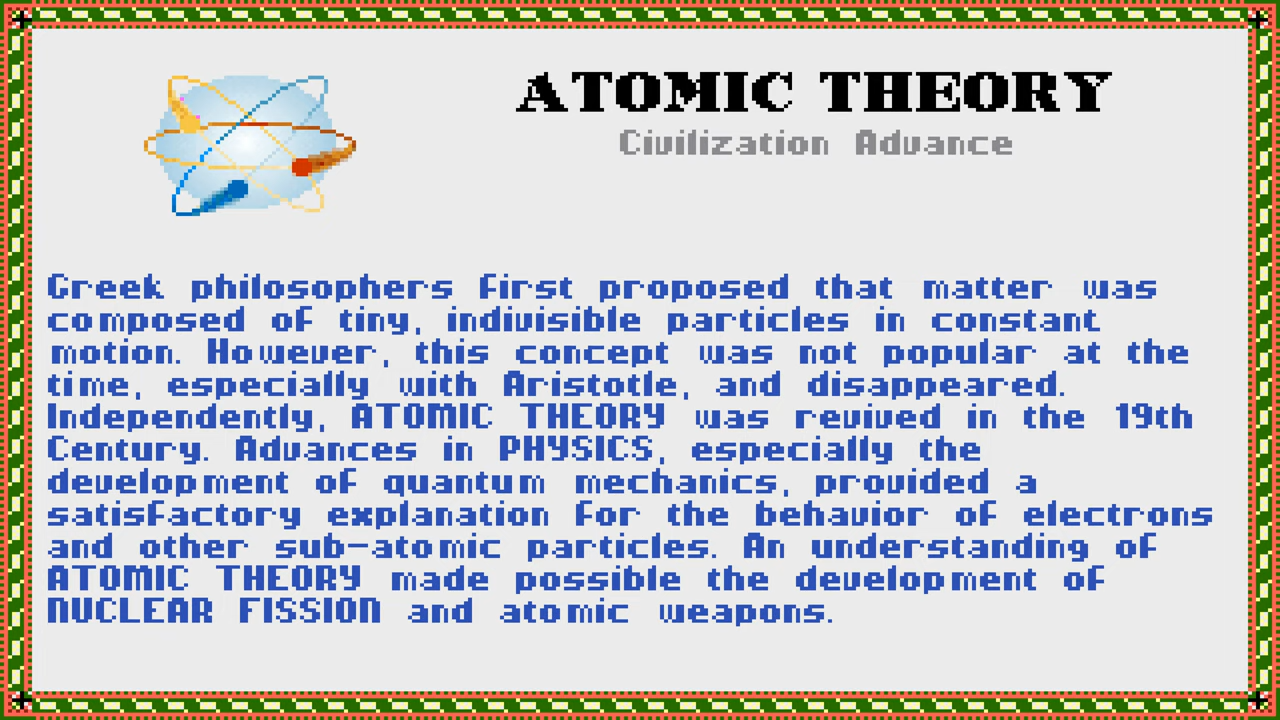 ATOMIC THEORY
Civilization Advance
Greek philosophers first proposed that matter was
composed of tiny, indivisible particles in constant
motion. However, this concept was not popular at the
time, especially with Aristotle, and disappeared.
Independently, ATOMIC THEORY was revived in the 19th
Century. Advances in PHYSICS, especially the
development of quantum mechanics, provided a
satisfactory explanation for the behavior of electrons
and other sub-atomic particles. An understanding of
ATOMIC THEORY made possible the development of
NUCLEAR FISSION and atomic weapons.